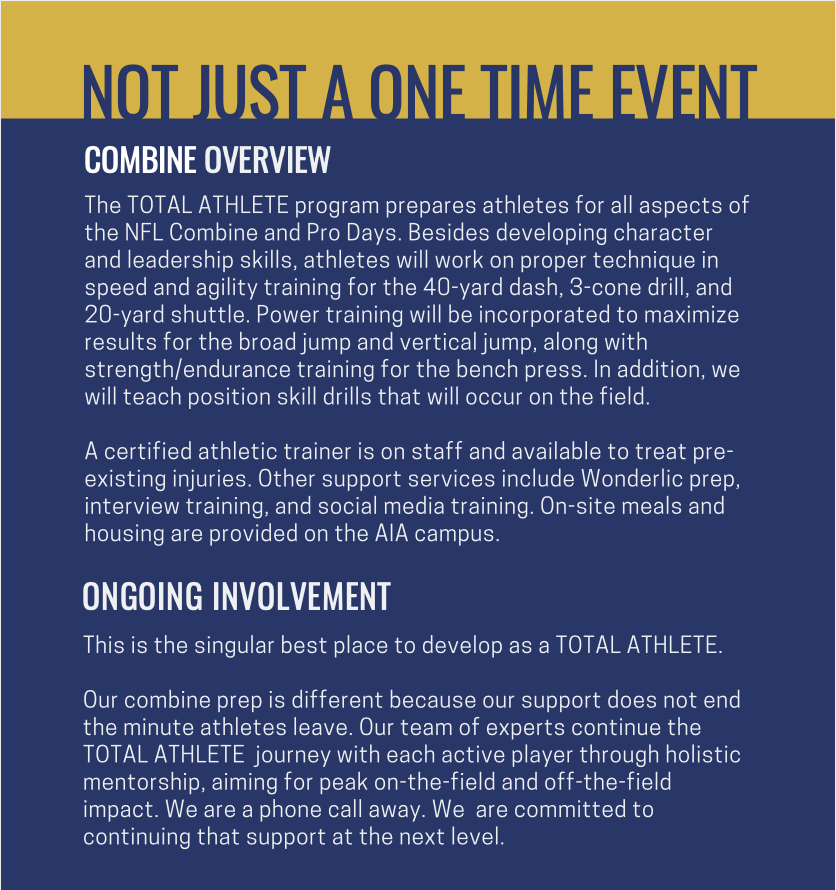 NOT JUST A ONE TIME EVENT
COMBINE OVERVIEW
The TOTAL ATHLETE program prepares athletes for all aspects of
the NFL Combine and Pro Days. Besides developing character
and leadership skills, athletes will work on proper technique in
speed and agility training for the 40-yard dash, 3-cone drill, and
20-yard shuttle. Power training will be incorporated to maximize
results for the broad jump and vertical jump, along with
strength/endurance training for the bench press. In addition, we
will teach position skill drills that will occur on the field.
A certified athletic trainer is on staff and available to treat pre-
existing injuries. Other support services include Wonderlic prep,
interview training, and social media training. On-site meals and
housing are provided on the AIA campus.
ONGOING INVOLVEMENT
This is the singular best place to develop as a TOTAL ATHLETE.
Our combine prep is different because our support does not end
the minute athletes leave. Our team of experts continue the
TOTAL ATHLETE  journey with each active player through holistic
mentorship, aiming for peak on-the-field and off-the-field
impact. We are a phone call away. We  are committed to
continuing that support at the next level.